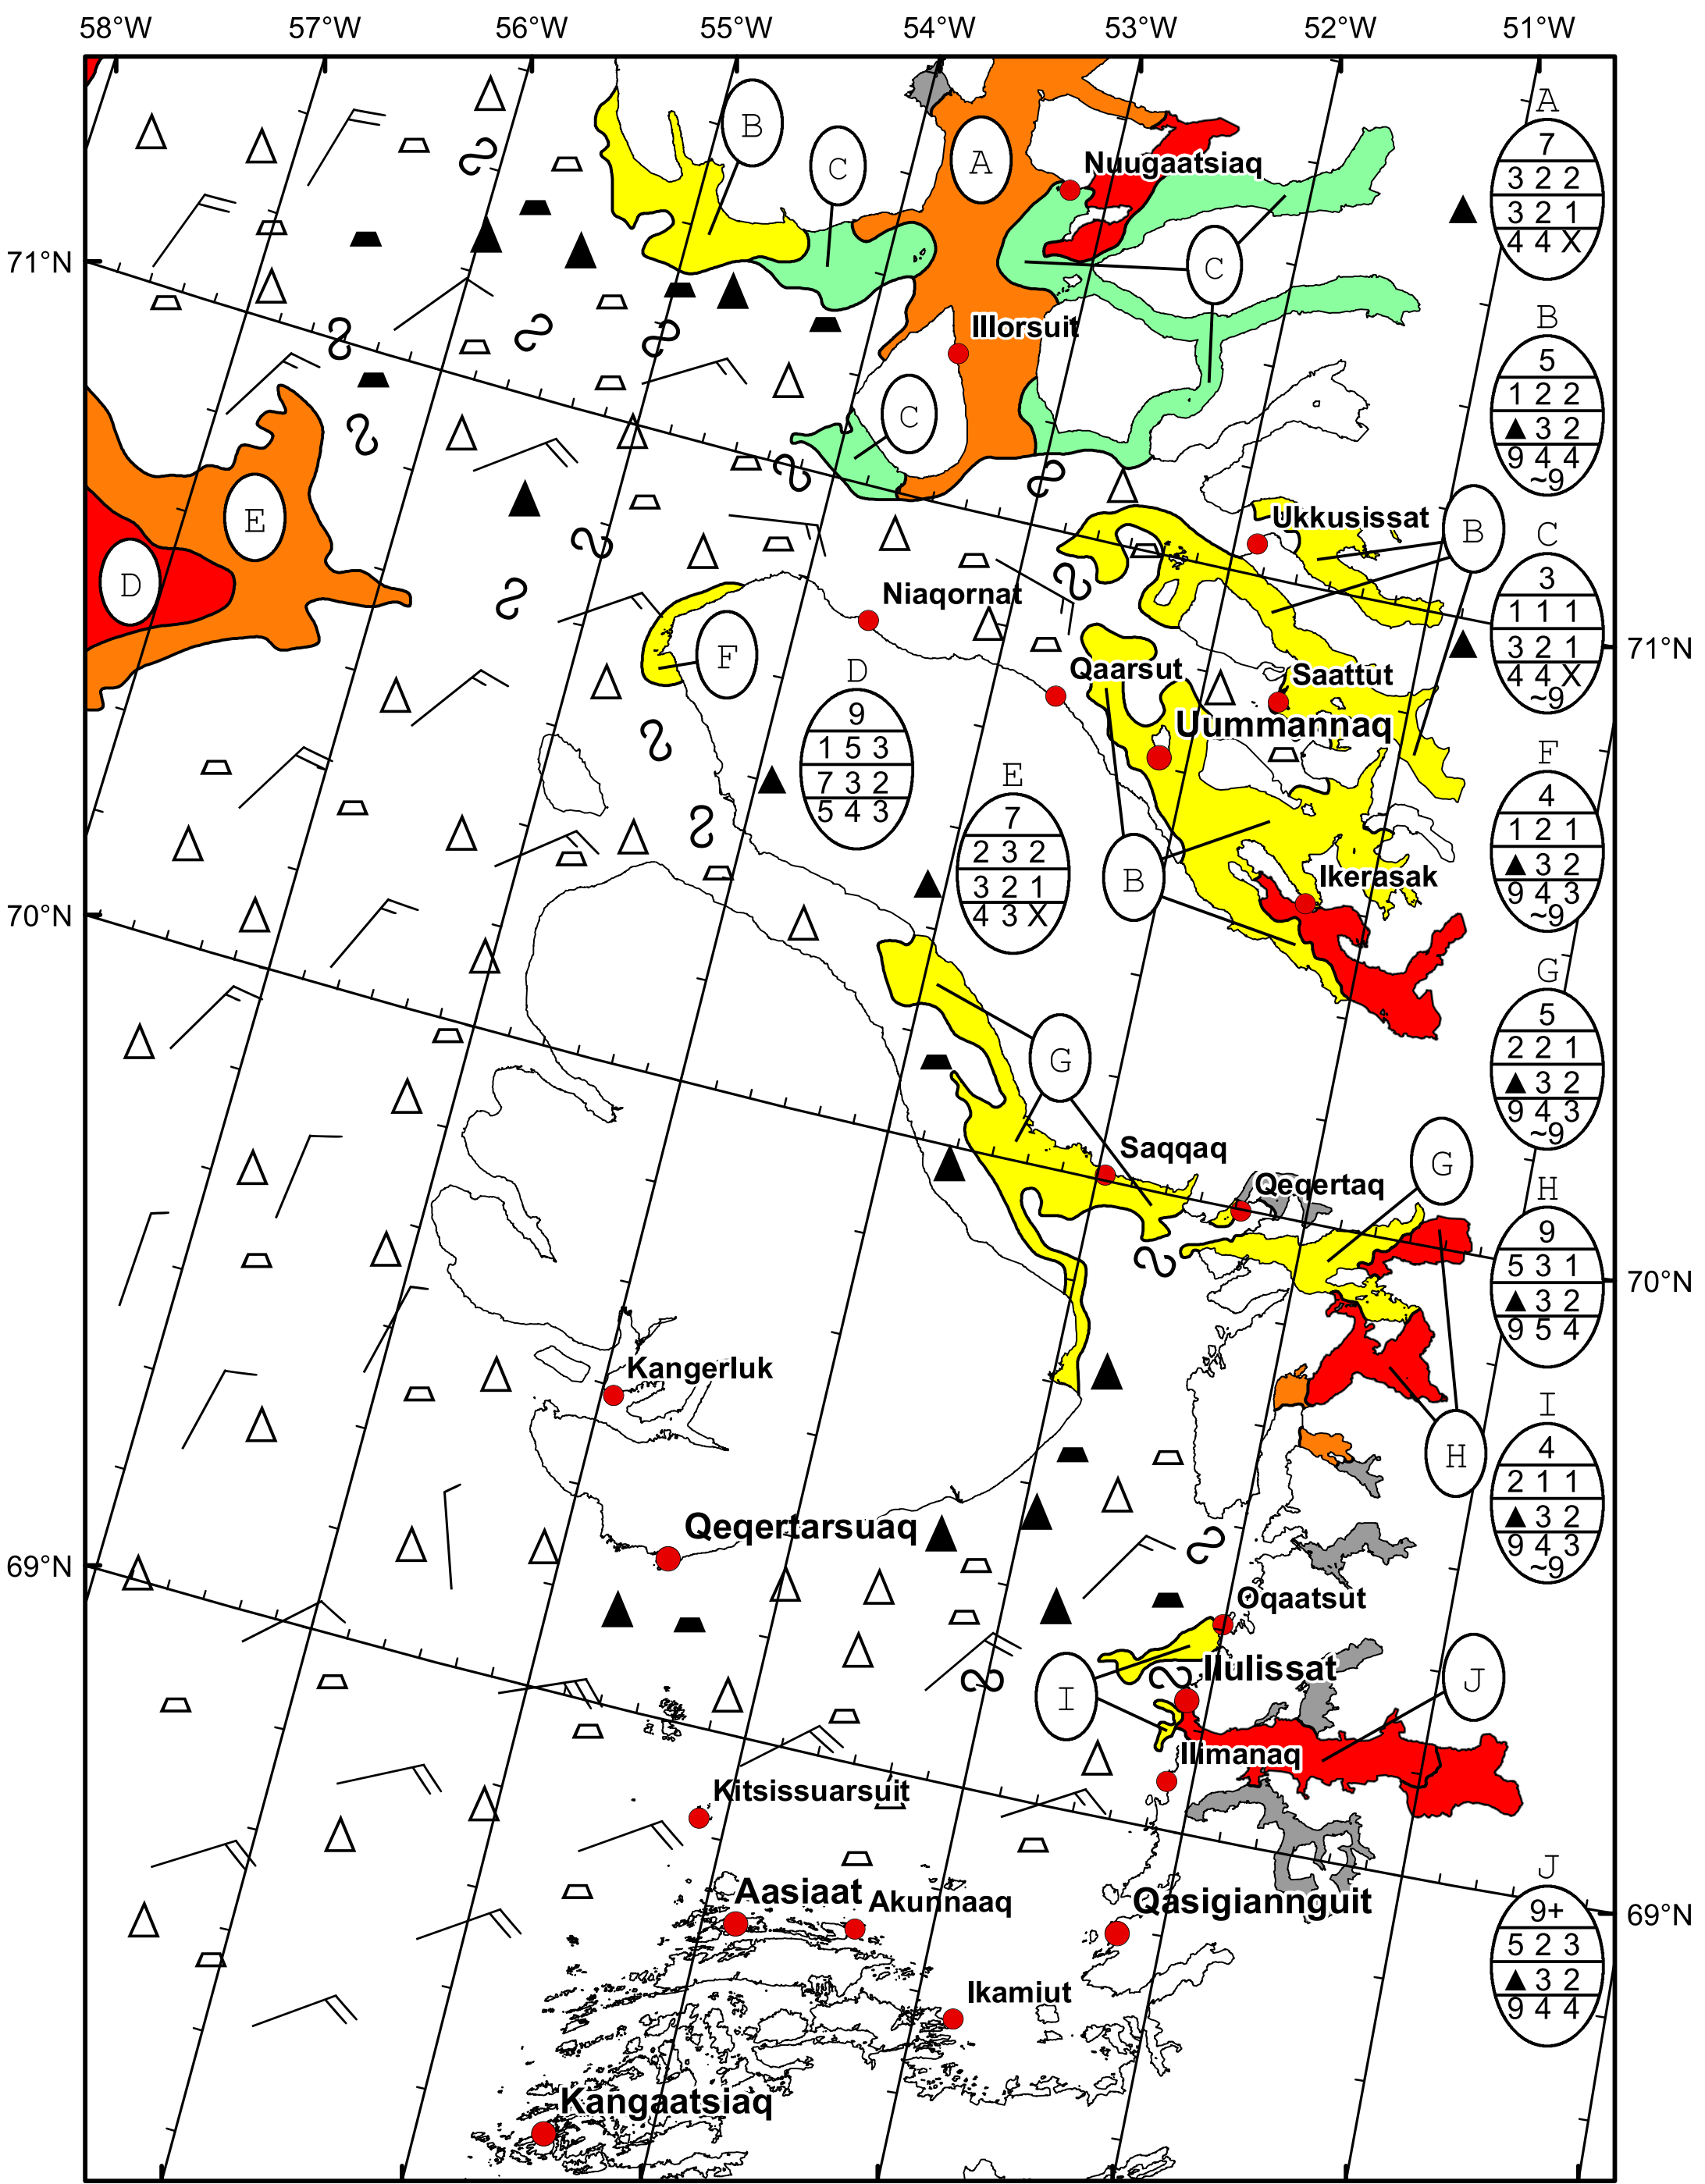 58°W 57°W 56°W 55°W 54°W 53°W 52°W 51°W
A
7
3 2 2
3 2 1
4 4 X
B
C
A
Nuugaatsiaq
C
71°N
Illorsuit
B
5
1 2 2
▲ 3 2
9 4 4
~9
C
E
D
Ukkusissat
B
C
3
1 1 1
3 2 1
4 4 X
~9
Niaqornat
F
Qaarsut
Saattut
71°N
Uummannaq
D
9
1 5 3
7 3 2
5 4 3
E
7
2 3 2
3 2 1
4 3 X
F
4
1 2 1
▲ 3 2
9 4 3
~9
B
Ikerasak
70°N
G
5
2 2 1
▲ 3 2
9 4 3
~9
G
Saqqaq
Qeqertaq
G
H
9
5 3 1
▲ 3 2
9 5 4
70°N
Kangerluk
H
I
4
2 1 1
▲ 3 2
9 4 3
~9
Qeqertarsuaq
69°N
Oqaatsut
Ilulissat
I
J
Ilimanaq
Kitsissuarsuit
Aasiaat
Akunnaaq
Qasigiannguit
J
9+
5 2 3
▲ 3 2
9 4 4
69°N
Ikamiut
Kangaatsiaq